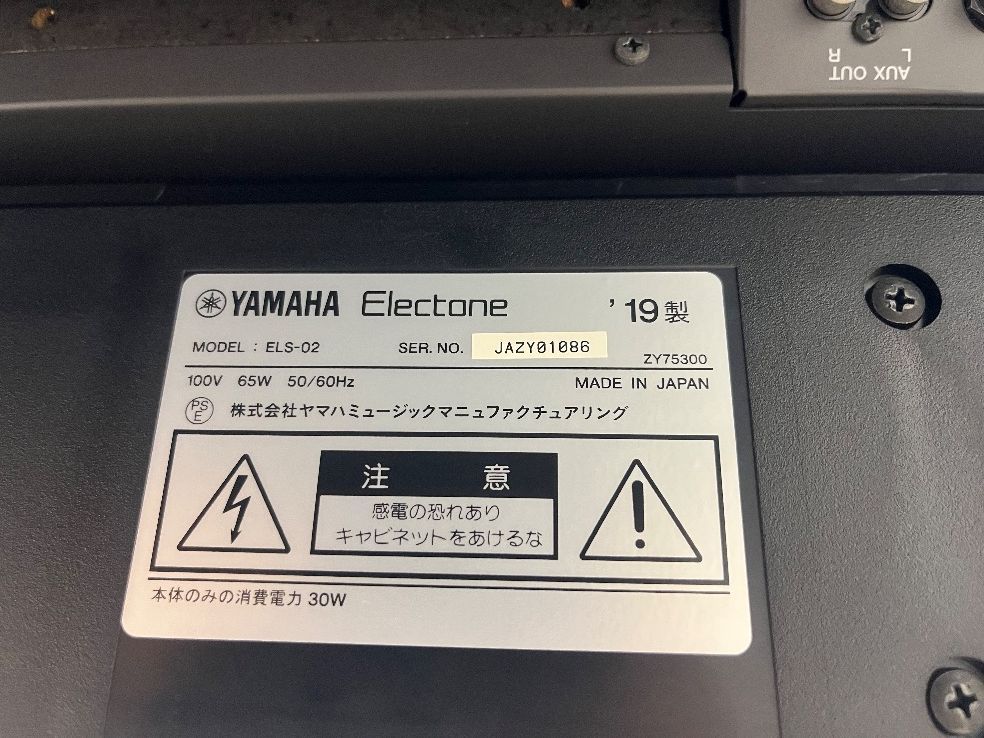 AUX OUT
L
R
YAMAHA Electone '19製
MODEL : ELS-02 SER. NO. JAZY01086
ZY75300
100V 65W 50/60Hz MADE IN JAPAN
PSE 株式会社ヤマハミュージックマニュファクチュアリング
注意
感電の恐れあり
キャビネットをあけるな
本体のみの消費電力 30W